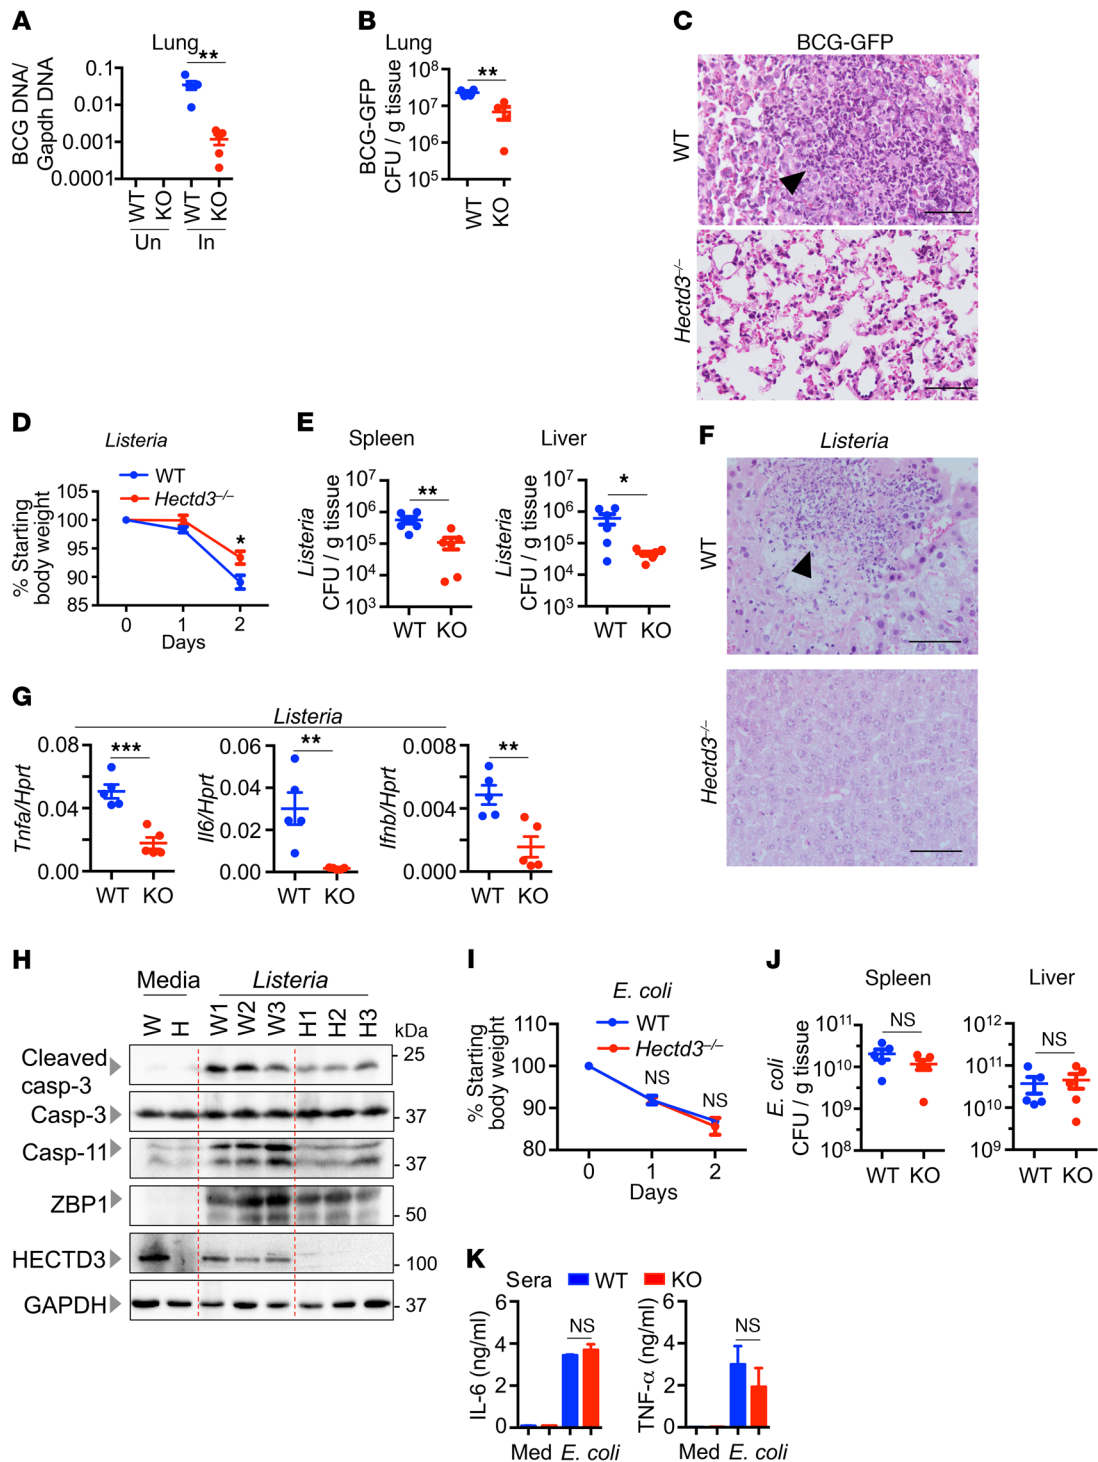 A
Lung
**
BCG DNA/
Gapdh DNA
0.1
0.01
0.001
0.0001
WT
KO
WT
KO
Un
In
B
Lung
**
BCG-GFP
CFU / g tissue
10⁸
10⁷
10⁶
10⁵
WT
KO
C
BCG-GFP
WT
Hectd3⁻/⁻
D
Listeria
WT
Hectd3⁻/⁻
% Starting
body weight
105
100
95
90
85
*
0 1 2
Days
E
Spleen
**
Listeria
CFU / g tissue
10⁷
10⁶
10⁵
10⁴
10³
WT KO
Liver
*
Listeria
CFU / g tissue
10⁷
10⁶
10⁵
10⁴
10³
WT KO
F
Listeria
WT
Hectd3⁻/⁻
G
Listeria
***
Tnfa/Hprt
0.08
0.04
0.00
WT KO
**
Il6/Hprt
0.06
0.04
0.02
0.00
WT KO
**
Ifnb/Hprt
0.008
0.004
0.000
WT KO
H
Media
Listeria
W
H
W1
W2
W3
H1
H2
H3
kDa
Cleaved
casp-3
25
Casp-3
37
Casp-11
37
ZBP1
50
HECTD3
100
GAPDH
37
I
E. coli
WT
Hectd3⁻/⁻
% Starting
body weight
110
100
90
80
NS
NS
0 1 2
Days
J
Spleen
NS
E. coli
CFU / g tissue
10¹¹
10¹⁰
10⁹
10⁸
WT KO
Liver
NS
10¹²
10¹¹
10¹⁰
10⁹
WT KO
K
Sera WT KO
IL-6 (ng/ml)
6
4
2
0
NS
Med E. coli
TNF-α (ng/ml)
6
4
2
0
NS
Med E. coli